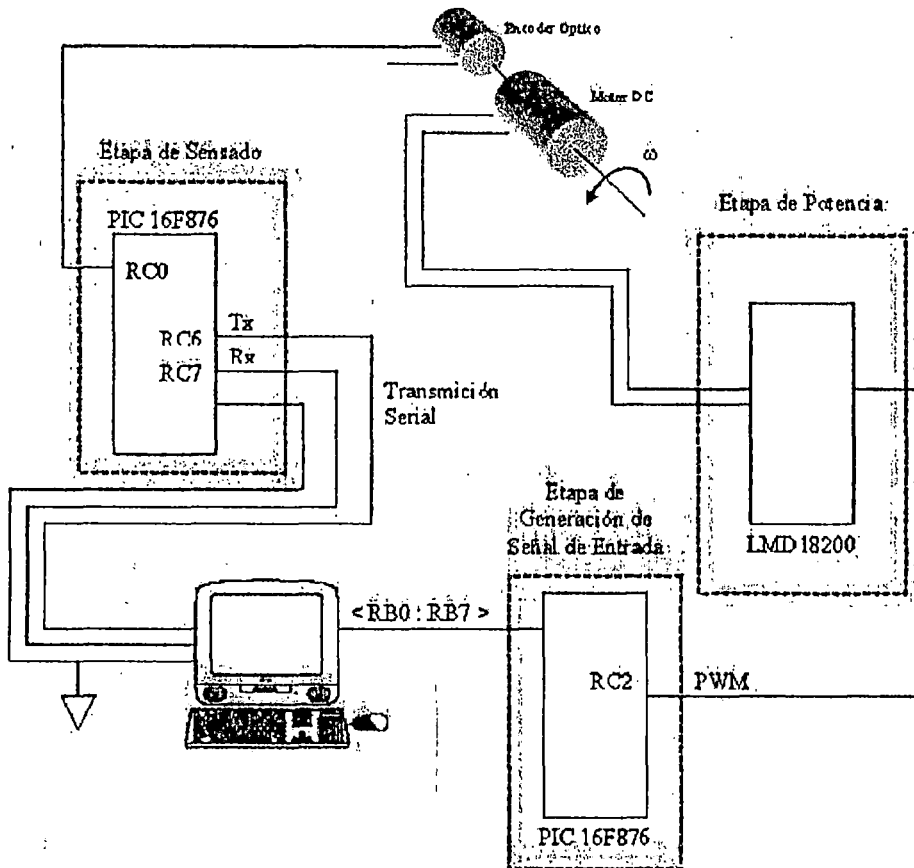 Encoder Optico
Motor DC
ω
Etapa de Sensado
PIC 16F876
RC0
RC6
RC7
Tx
Rx
Transmición
Serial
Etapa de Potencia
LMD18200
Etapa de
Generación de
Señal de Entrada
< RB0 : RB7 >
RC2
PWM
PIC 16F876